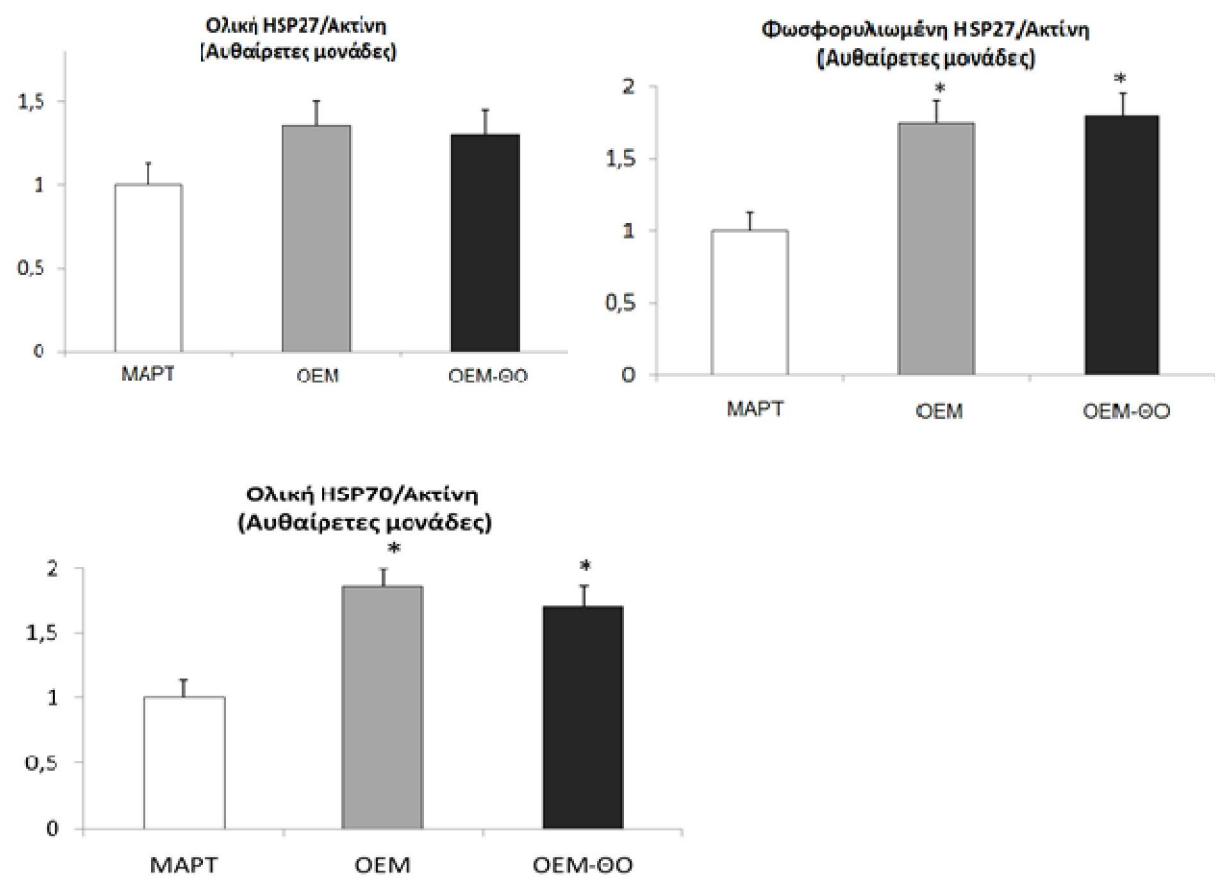 Ολική HSP27/Ακτίνη
(Αυθαίρετες μονάδες)
1,5
1
0,5
0
ΜΑΡΤ
ΟΕΜ
ΟΕΜ-ΘΟ
Φωσφορυλιωμένη HSP27/Ακτίνη
(Αυθαίρετες μονάδες)
* *
2
1,5
1
0,5
0
ΜΑΡΤ
ΟΕΜ
ΟΕΜ-ΘΟ
Ολική HSP70/Ακτίνη
(Αυθαίρετες μονάδες)
* *
2
1,5
1
0,5
0
ΜΑΡΤ
ΟΕΜ
ΟΕΜ-ΘΟ